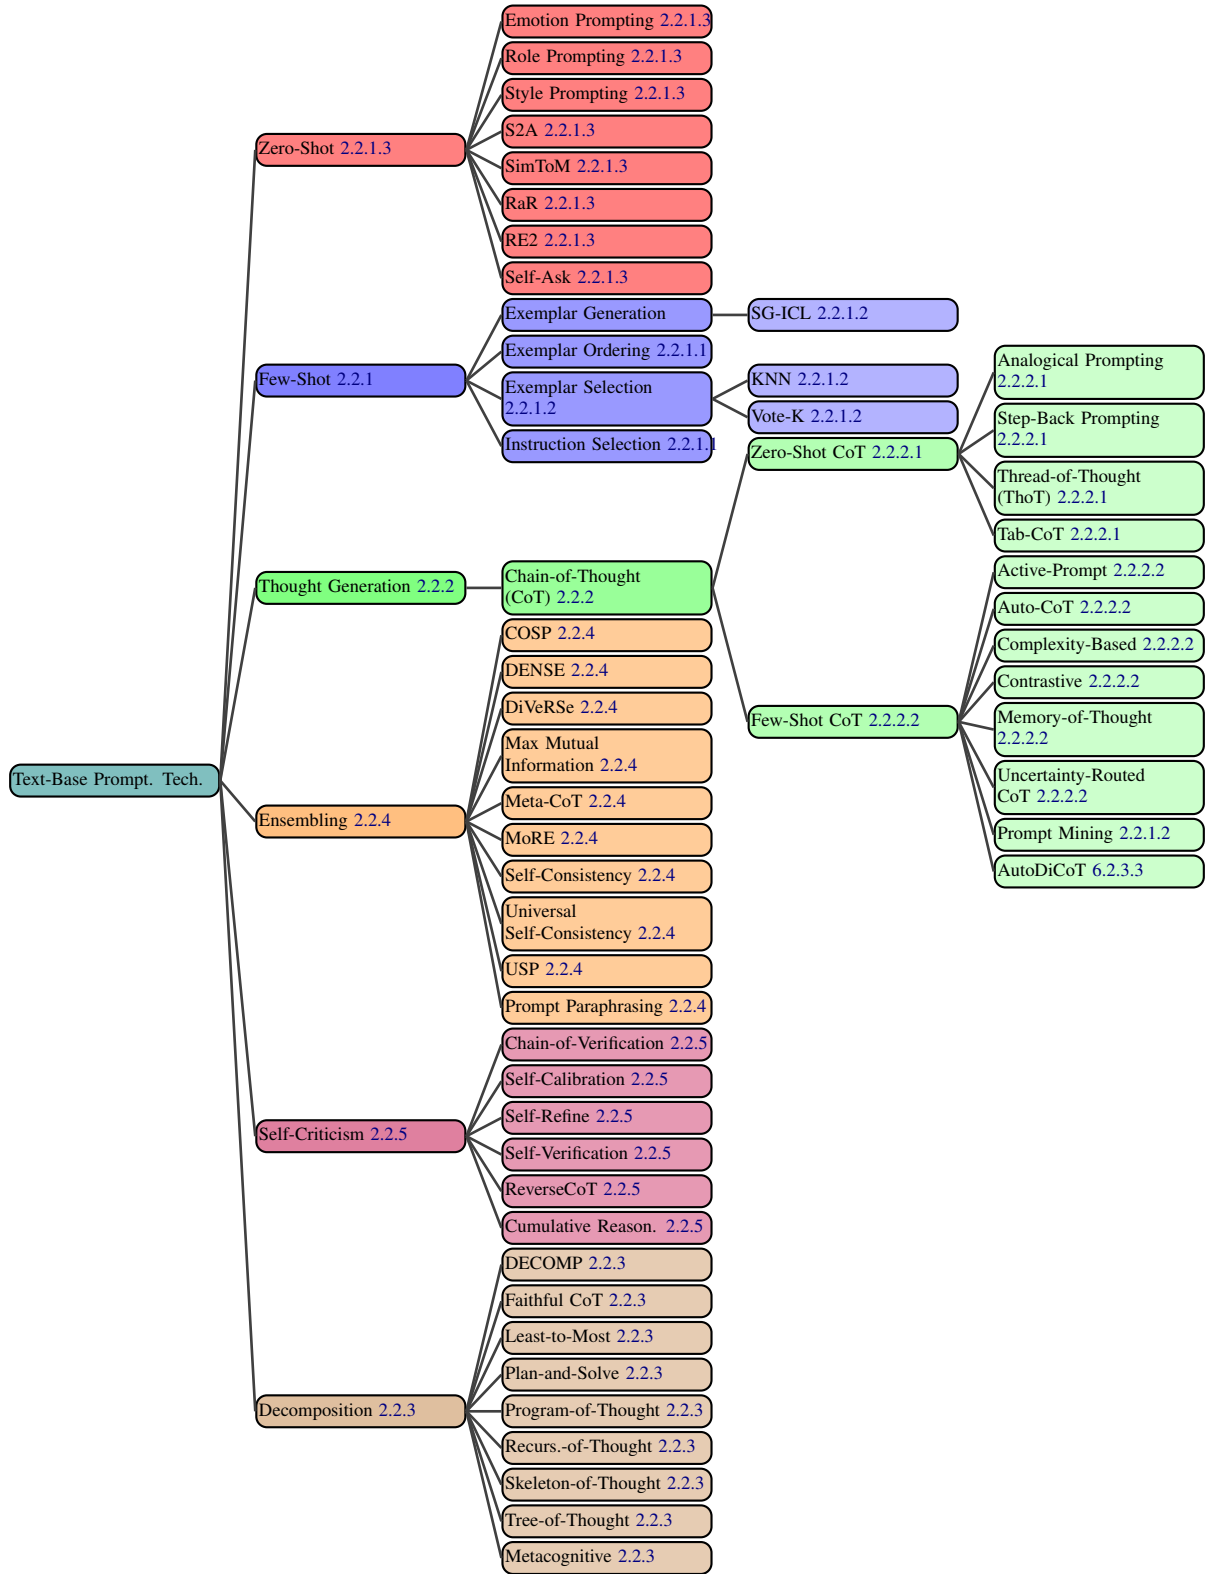 Text-Base Prompt. Tech.
Zero-Shot 2.2.1.3
Emotion Prompting 2.2.1.3
Role Prompting 2.2.1.3
Style Prompting 2.2.1.3
S2A 2.2.1.3
SimToM 2.2.1.3
RaR 2.2.1.3
RE2 2.2.1.3
Self-Ask 2.2.1.3
Few-Shot 2.2.1
Exemplar Generation
SG-ICL 2.2.1.2
Exemplar Ordering 2.2.1.1
Exemplar Selection
2.2.1.2
KNN 2.2.1.2
Vote-K 2.2.1.2
Instruction Selection 2.2.1.1
Thought Generation 2.2.2
Chain-of-Thought
(CoT) 2.2.2
Zero-Shot CoT 2.2.2.1
Analogical Prompting
2.2.2.1
Step-Back Prompting
2.2.2.1
Thread-of-Thought
(ThoT) 2.2.2.1
Tab-CoT 2.2.2.1
Few-Shot CoT 2.2.2.2
Active-Prompt 2.2.2.2
Auto-CoT 2.2.2.2
Complexity-Based 2.2.2.2
Contrastive 2.2.2.2
Memory-of-Thought
2.2.2.2
Uncertainty-Routed
CoT 2.2.2.2
Prompt Mining 2.2.1.2
AutoDiCoT 6.2.3.3
Ensembling 2.2.4
COSP 2.2.4
DENSE 2.2.4
DiVeRSe 2.2.4
Max Mutual
Information 2.2.4
Meta-CoT 2.2.4
MoRE 2.2.4
Self-Consistency 2.2.4
Universal
Self-Consistency 2.2.4
USP 2.2.4
Prompt Paraphrasing 2.2.4
Self-Criticism 2.2.5
Chain-of-Verification 2.2.5
Self-Calibration 2.2.5
Self-Refine 2.2.5
Self-Verification 2.2.5
ReverseCoT 2.2.5
Cumulative Reason. 2.2.5
Decomposition 2.2.3
DECOMP 2.2.3
Faithful CoT 2.2.3
Least-to-Most 2.2.3
Plan-and-Solve 2.2.3
Program-of-Thought 2.2.3
Recurs.-of-Thought 2.2.3
Skeleton-of-Thought 2.2.3
Tree-of-Thought 2.2.3
Metacognitive 2.2.3